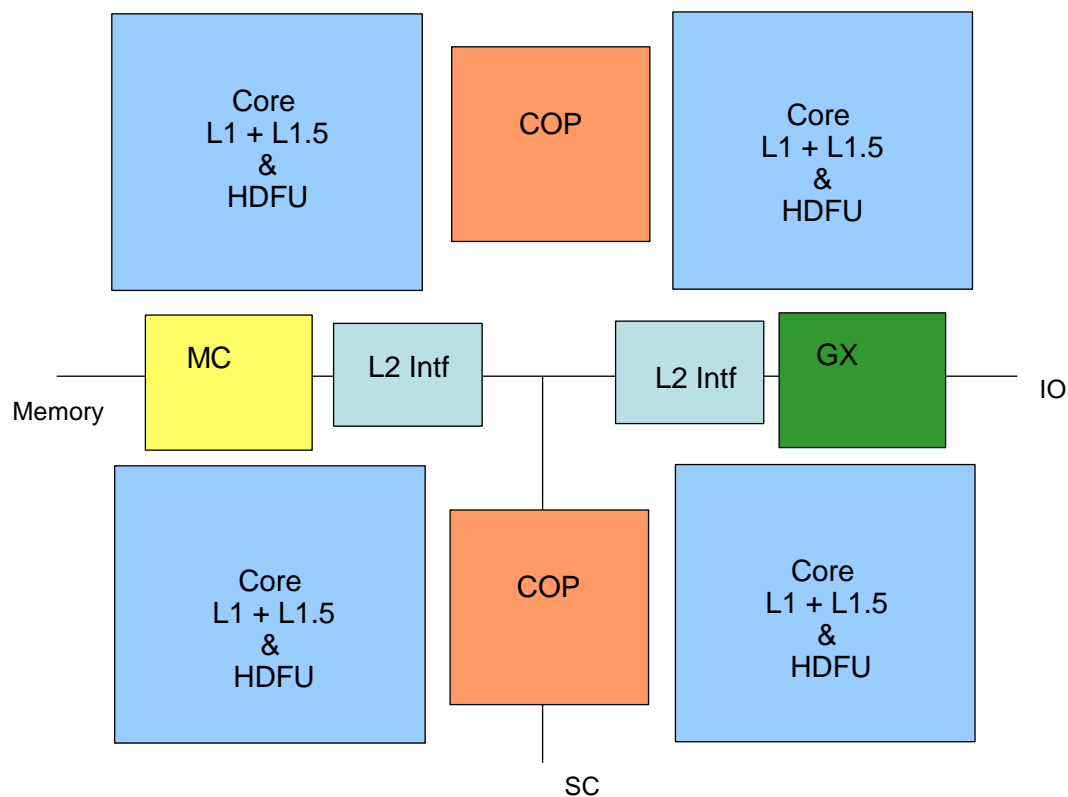 Core
L1 + L1.5
&
HDFU
COP
Core
L1 + L1.5
&
HDFU
MC
L2 Intf
L2 Intf
GX
Memory
IO
Core
L1 + L1.5
&
HDFU
COP
Core
L1 + L1.5
&
HDFU
SC